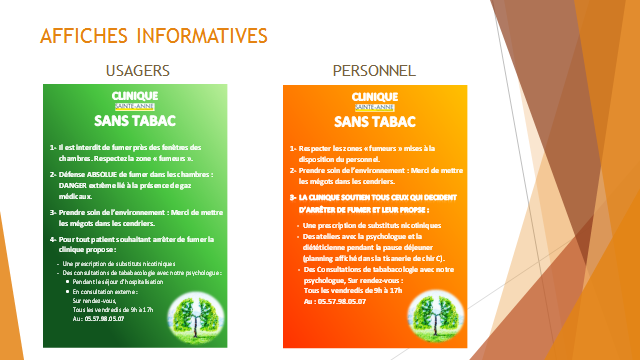 AFFICHES INFORMATIVES
USAGERS
CLINIQUE
SAINTE-ANNE
SANS TABAC
1- Il est interdit de fumer près des fenêtres des
chambres. Respectez la zone « fumeurs ».
2- Défense ABSOLUE de fumer dans les chambres :
DANGER extrême lié à la présence de gaz
médicaux.
3- Prendre soin de l'environnement : Merci de mettre
les mégots dans les cendriers.
4- Pour tout patient souhaitant arrêter de fumer la
clinique propose :
- Une prescription de substituts nicotiniques
- Des consultations de tababacologie avec notre psychologue :
Pendant le séjour d'hospitalisation
En consultation externe :
Sur rendez-vous,
Tous les vendredis de 9h à 17h
Au : 05.57.98.05.07
PERSONNEL
CLINIQUE
SAINTE-ANNE
SANS TABAC
1- Respecter les zones « fumeurs » mises à la
disposition du personnel.
2- Prendre soin de l'environnement : Merci de mettre
les mégots dans les cendriers.
3- LA CLINIQUE SOUTIEN TOUS CEUX QUI DECIDENT
D'ARRÊTER DE FUMER ET LEUR PROPSE :
- Une prescription de substituts nicotiniques
- Des ateliers avec la psychologue et la
diététicienne pendant la pause déjeuner
(planning affiché dans la tisanerie de chir C).
- Des Consultations de tababacologie avec notre
psychologue, Sur rendez-vous :
Tous les vendredis de 9h à 17h
Au : 05.57.98.05.07